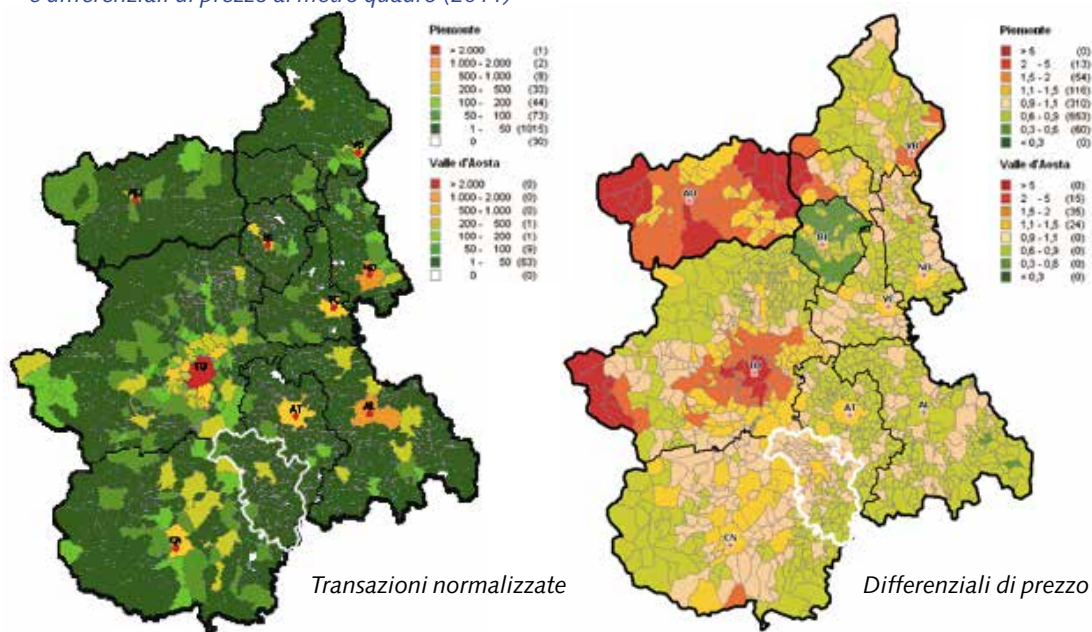 e differenziali di prezzo al metro quadro (2011)
Piemonte
> 2.000 (1)
1.000 - 2.000 (2)
500 - 1.000 (8)
200 - 500 (33)
100 - 200 (44)
50 - 100 (73)
1 - 50 (1015)
0 (30)
Valle d'Aosta
> 2.000 (0)
1.000 - 2.000 (0)
500 - 1.000 (0)
200 - 500 (1)
100 - 200 (1)
50 - 100 (9)
1 - 50 (63)
0 (0)
TO
AT
AL
CN
Transazioni normalizzate
Piemonte
> 5 (0)
2 - 5 (13)
1,5 - 2 (54)
1,1 - 1,5 (116)
0,9 - 1,1 (310)
0,6 - 0,9
0,3 - 0,6
< 0,3 (0)
Valle d'Aosta
> 5 (0)
2 - 5 (15)
1,5 - 2 (35)
1,1 - 1,5 (24)
0,9 - 1,1 (0)
0,6 - 0,9 (0)
0,3 - 0,6 (0)
< 0,3 (0)
VB
AO
BI
NO
VC
TO
AT
AL
CN
Differenziali di prezzo